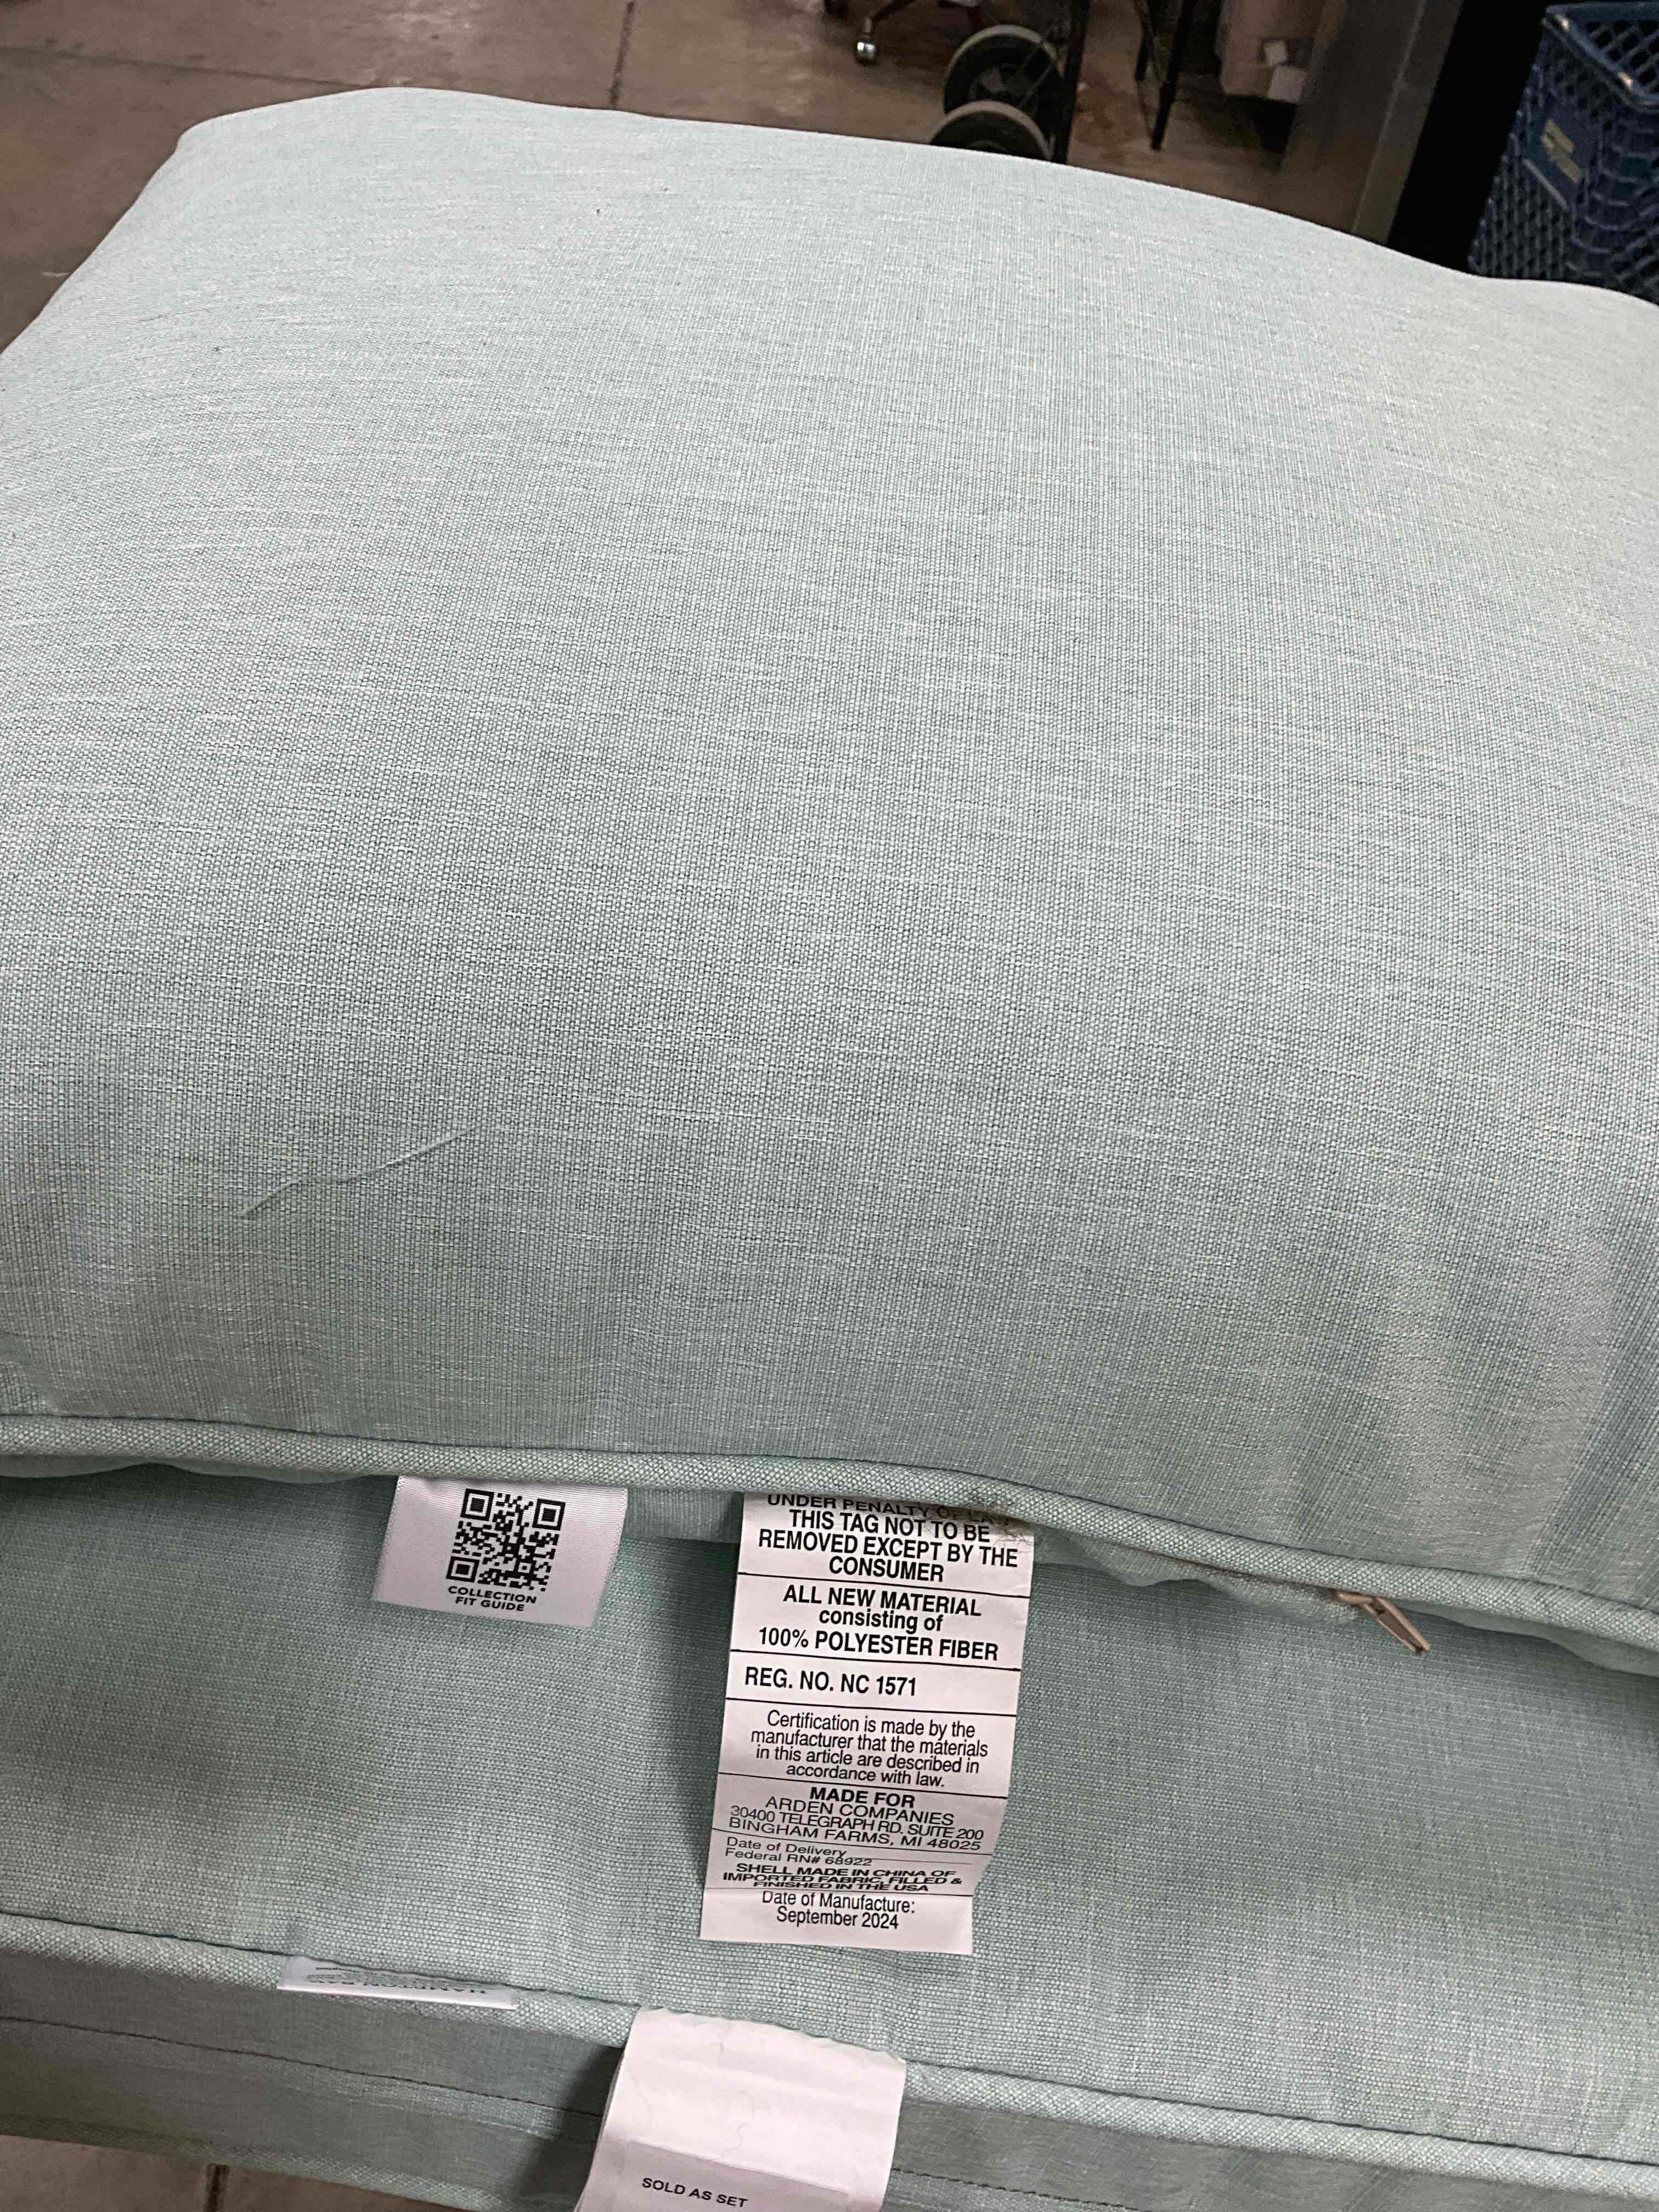 COLLECTION
FIT GUIDE
UNDER PENALTY OF LAW
THIS TAG NOT TO BE
REMOVED EXCEPT BY THE
CONSUMER
ALL NEW MATERIAL
consisting of
100% POLYESTER FIBER
REG. NO. NC 1571
Certification is made by the
manufacturer that the materials
in this article are described in
accordance with law.
MADE FOR
ARDEN COMPANIES
30400 TELEGRAPH RD. SUITE 200
BINGHAM FARMS, MI 48025
Date of Delivery
Federal RN# 68922
SHELL MADE IN CHINA OF
IMPORTED FABRIC, FILLED &
FINISHED IN THE USA
Date of Manufacture:
September 2024
HAMPTON BAY
SOLD AS SET